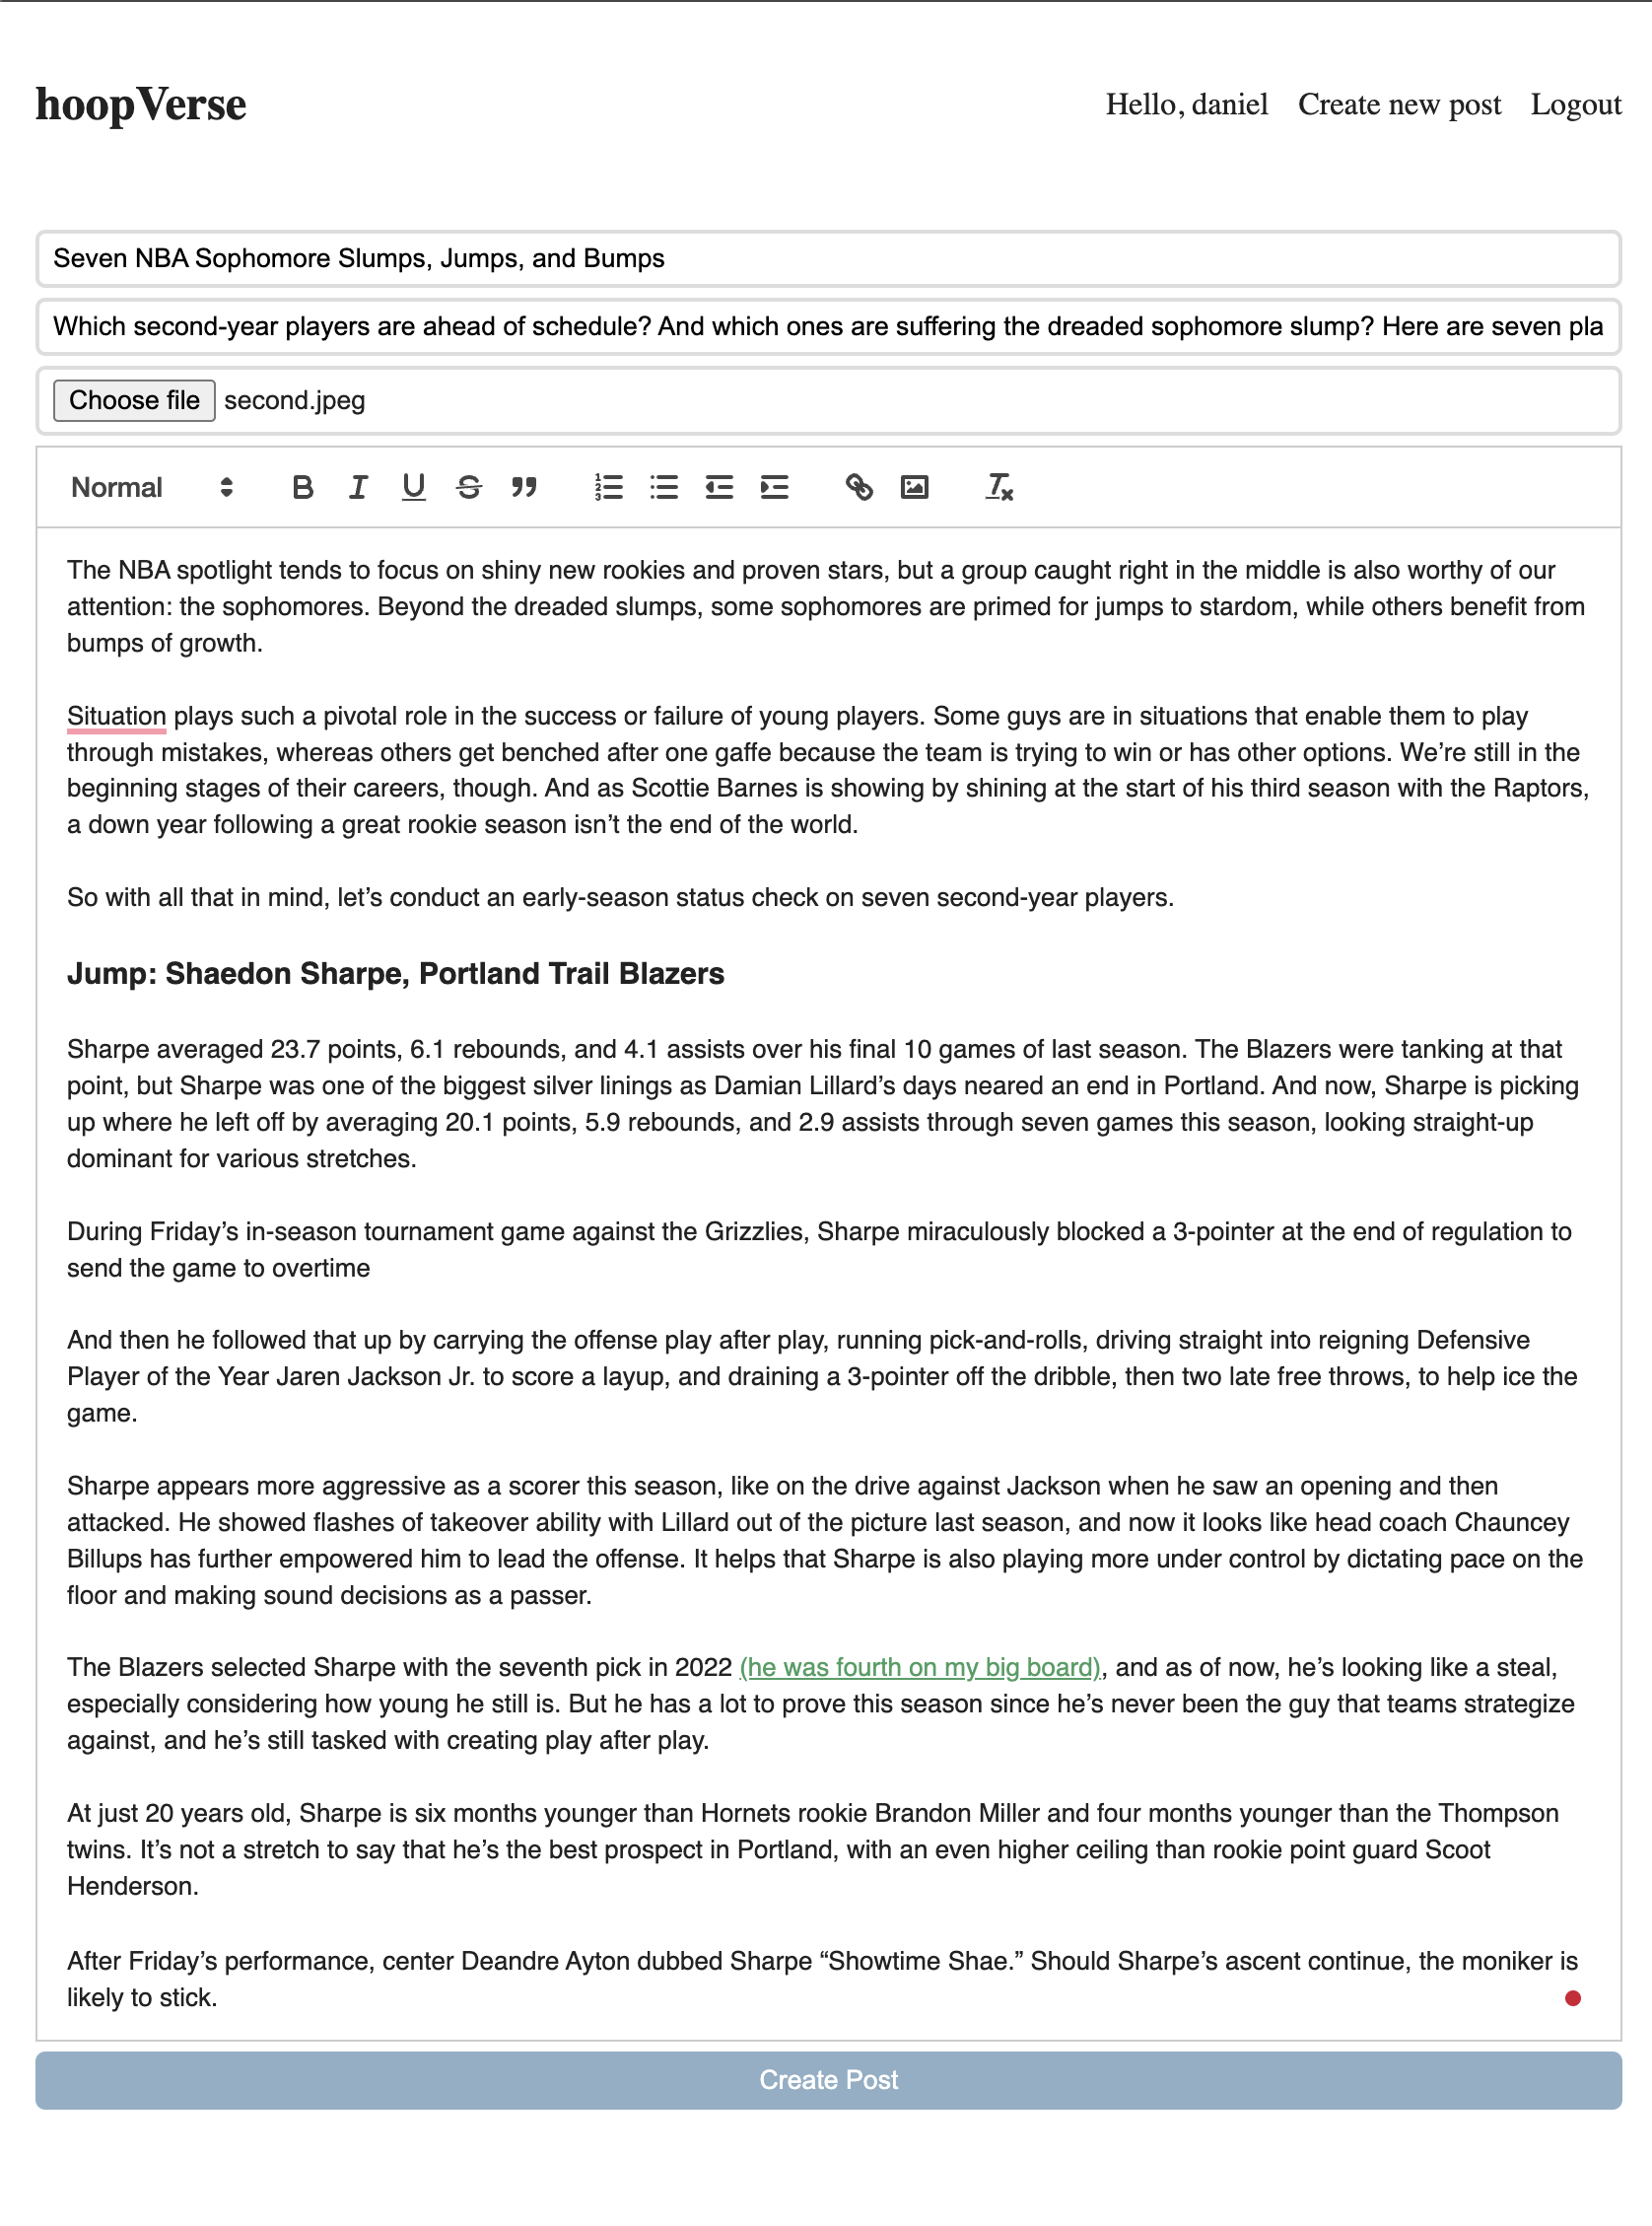 hoopVerse
Hello, daniel Create new post Logout
Seven NBA Sophomore Slumps, Jumps, and Bumps
Which second-year players are ahead of schedule? And which ones are suffering the dreaded sophomore slump? Here are seven pla
Choose file second.jpeg
Normal
The NBA spotlight tends to focus on shiny new rookies and proven stars, but a group caught right in the middle is also worthy of our
attention: the sophomores. Beyond the dreaded slumps, some sophomores are primed for jumps to stardom, while others benefit from
bumps of growth.
Situation plays such a pivotal role in the success or failure of young players. Some guys are in situations that enable them to play
through mistakes, whereas others get benched after one gaffe because the team is trying to win or has other options. We’re still in the
beginning stages of their careers, though. And as Scottie Barnes is showing by shining at the start of his third season with the Raptors,
a down year following a great rookie season isn’t the end of the world.
So with all that in mind, let’s conduct an early-season status check on seven second-year players.
Jump: Shaedon Sharpe, Portland Trail Blazers
Sharpe averaged 23.7 points, 6.1 rebounds, and 4.1 assists over his final 10 games of last season. The Blazers were tanking at that
point, but Sharpe was one of the biggest silver linings as Damian Lillard’s days neared an end in Portland. And now, Sharpe is picking
up where he left off by averaging 20.1 points, 5.9 rebounds, and 2.9 assists through seven games this season, looking straight-up
dominant for various stretches.
During Friday’s in-season tournament game against the Grizzlies, Sharpe miraculously blocked a 3-pointer at the end of regulation to
send the game to overtime
And then he followed that up by carrying the offense play after play, running pick-and-rolls, driving straight into reigning Defensive
Player of the Year Jaren Jackson Jr. to score a layup, and draining a 3-pointer off the dribble, then two late free throws, to help ice the
game.
Sharpe appears more aggressive as a scorer this season, like on the drive against Jackson when he saw an opening and then
attacked. He showed flashes of takeover ability with Lillard out of the picture last season, and now it looks like head coach Chauncey
Billups has further empowered him to lead the offense. It helps that Sharpe is also playing more under control by dictating pace on the
floor and making sound decisions as a passer.
The Blazers selected Sharpe with the seventh pick in 2022 (he was fourth on my big board), and as of now, he’s looking like a steal,
especially considering how young he still is. But he has a lot to prove this season since he’s never been the guy that teams strategize
against, and he’s still tasked with creating play after play.
At just 20 years old, Sharpe is six months younger than Hornets rookie Brandon Miller and four months younger than the Thompson
twins. It’s not a stretch to say that he’s the best prospect in Portland, with an even higher ceiling than rookie point guard Scoot
Henderson.
After Friday’s performance, center Deandre Ayton dubbed Sharpe “Showtime Shae.” Should Sharpe’s ascent continue, the moniker is
likely to stick.
Create Post